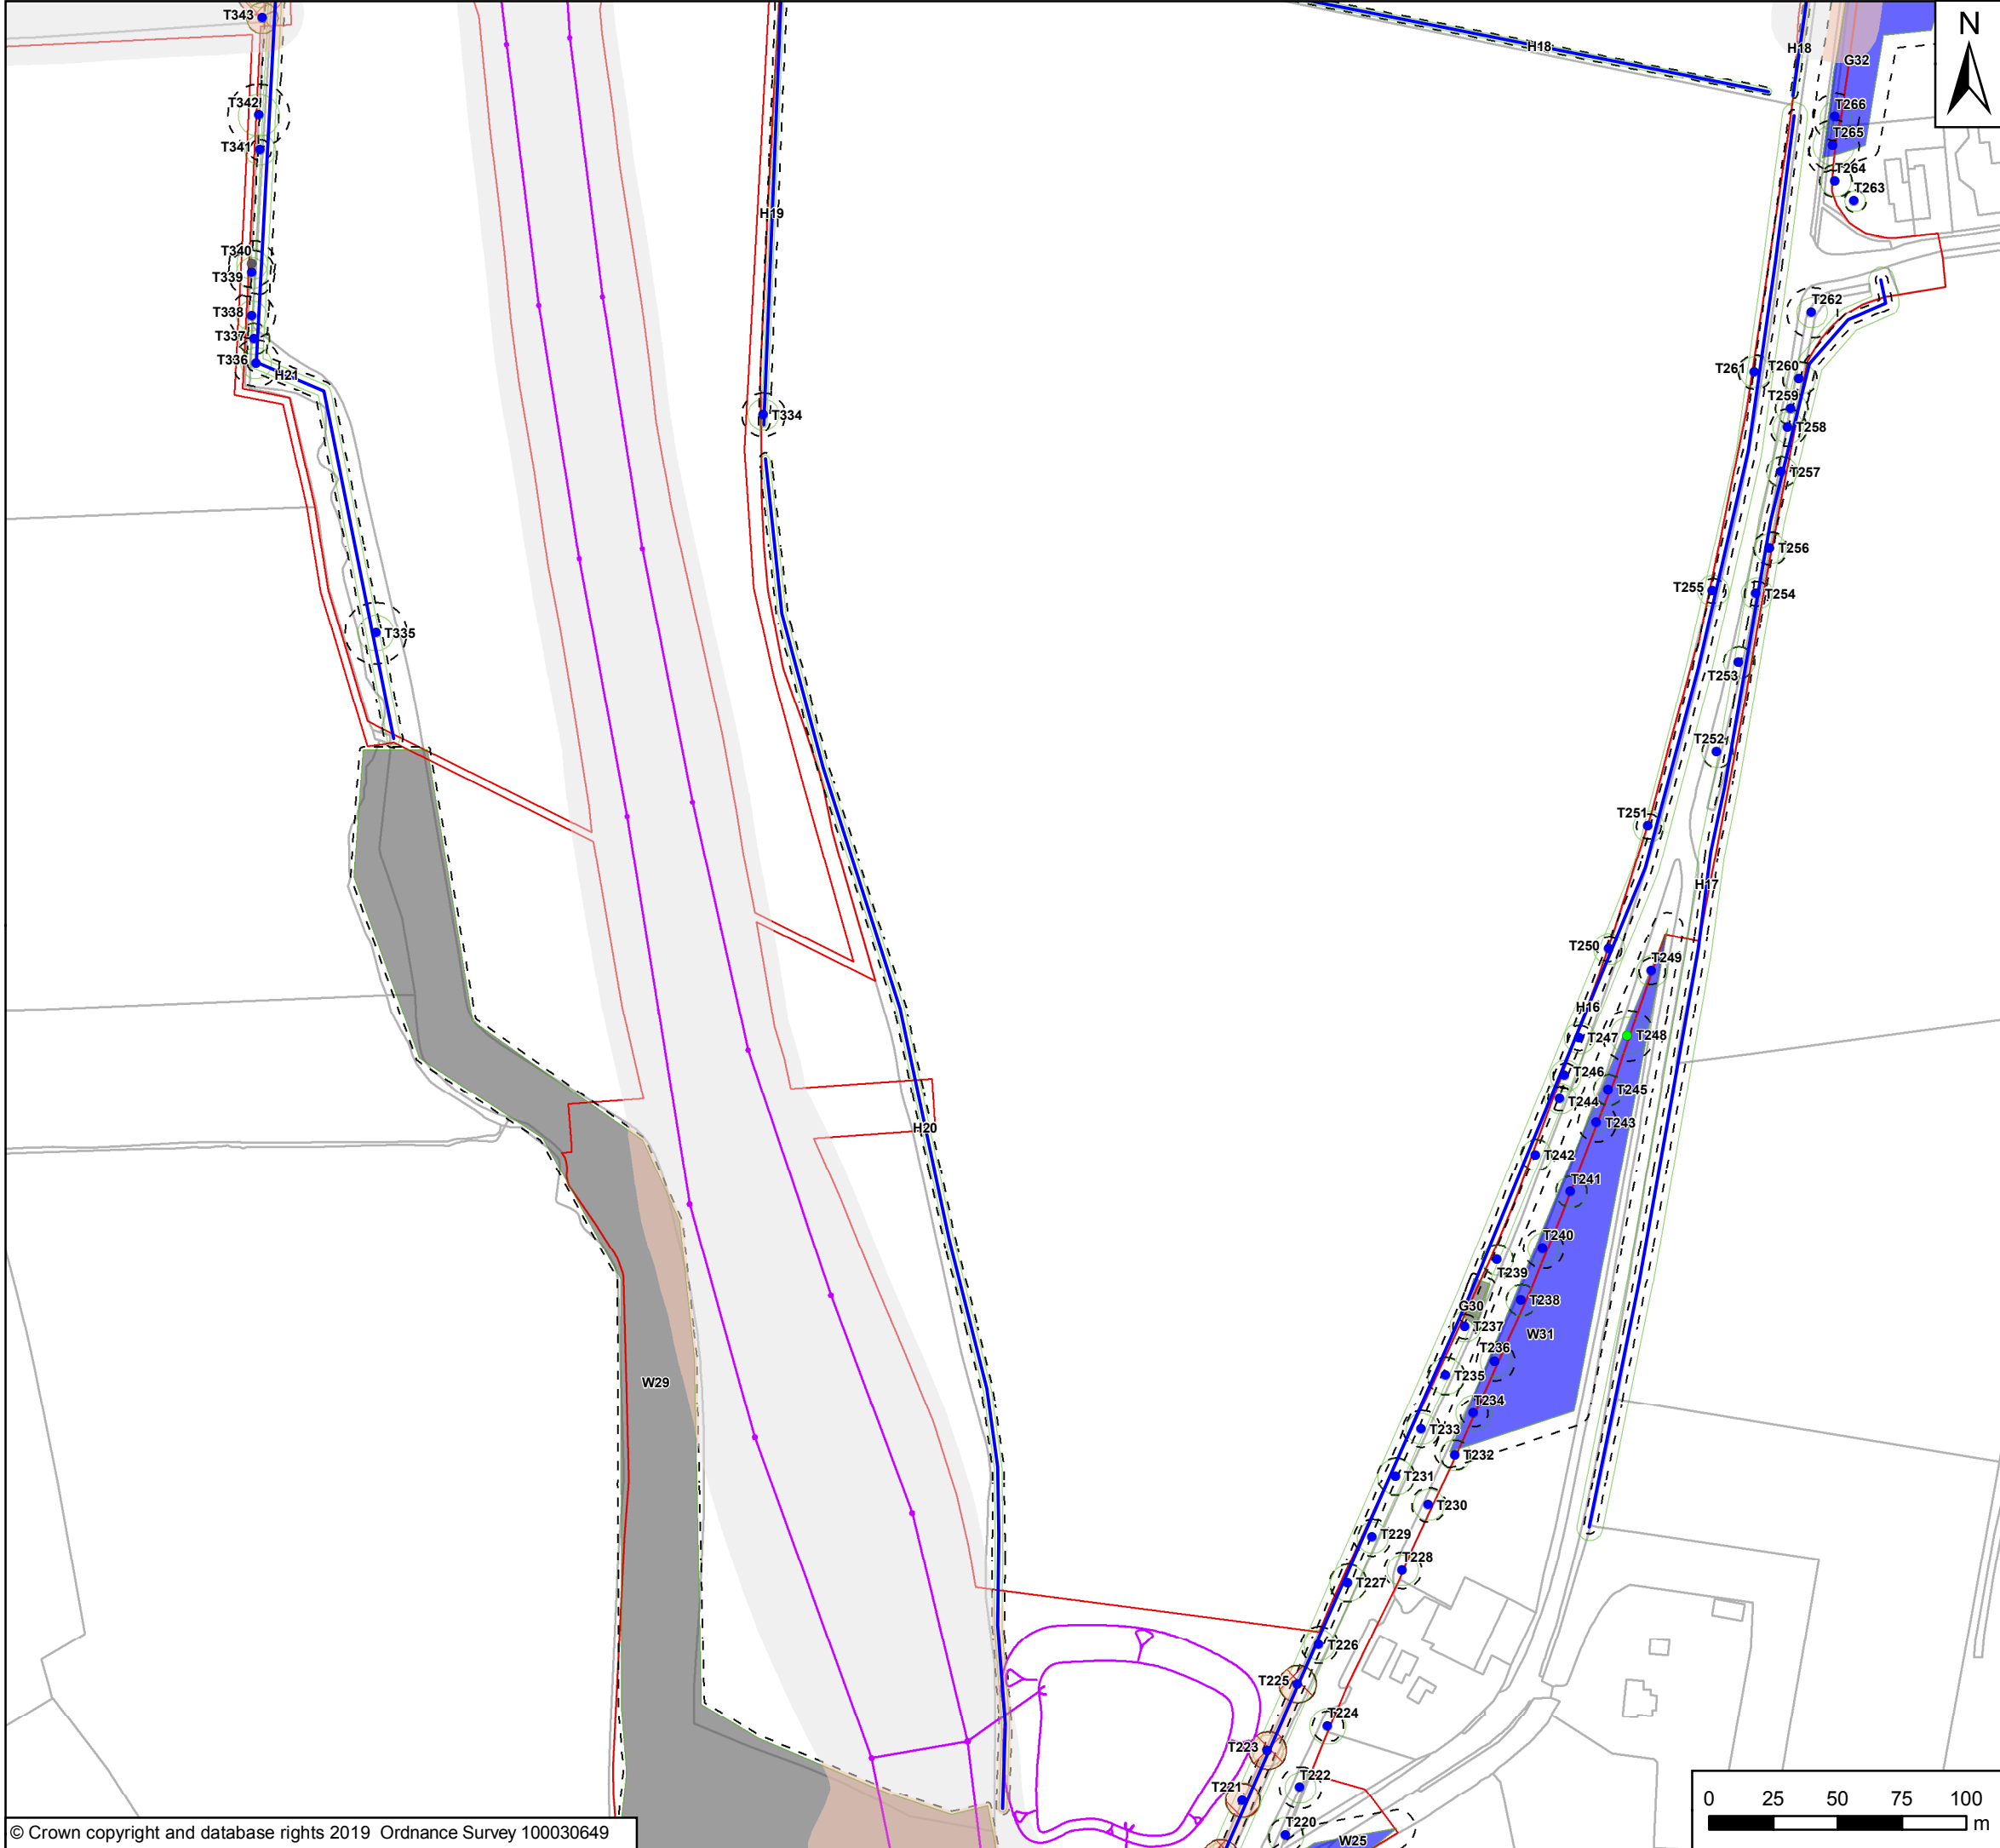 T343
H18
H18
N
G32
T342
T266
T341
T265
T264
T263
H19
T340
T339
T262
T338
T337
T336
H21
T261
T260
T259
T334
T258
T257
T256
T255
T254
T335
T253
T252
T251
H17
T250
T249
H16
T247
T248
T246
T245
T244
T243
H20
T242
T241
T240
T239
T238
G30
T237
W31
T236
T235
W29
T234
T233
T232
T231
T230
T229
T228
T227
T226
T225
T224
T223
T222
T221
0 25 50 75 100
m
T220
W25
© Crown copyright and database rights 2019 Ordnance Survey 100030649